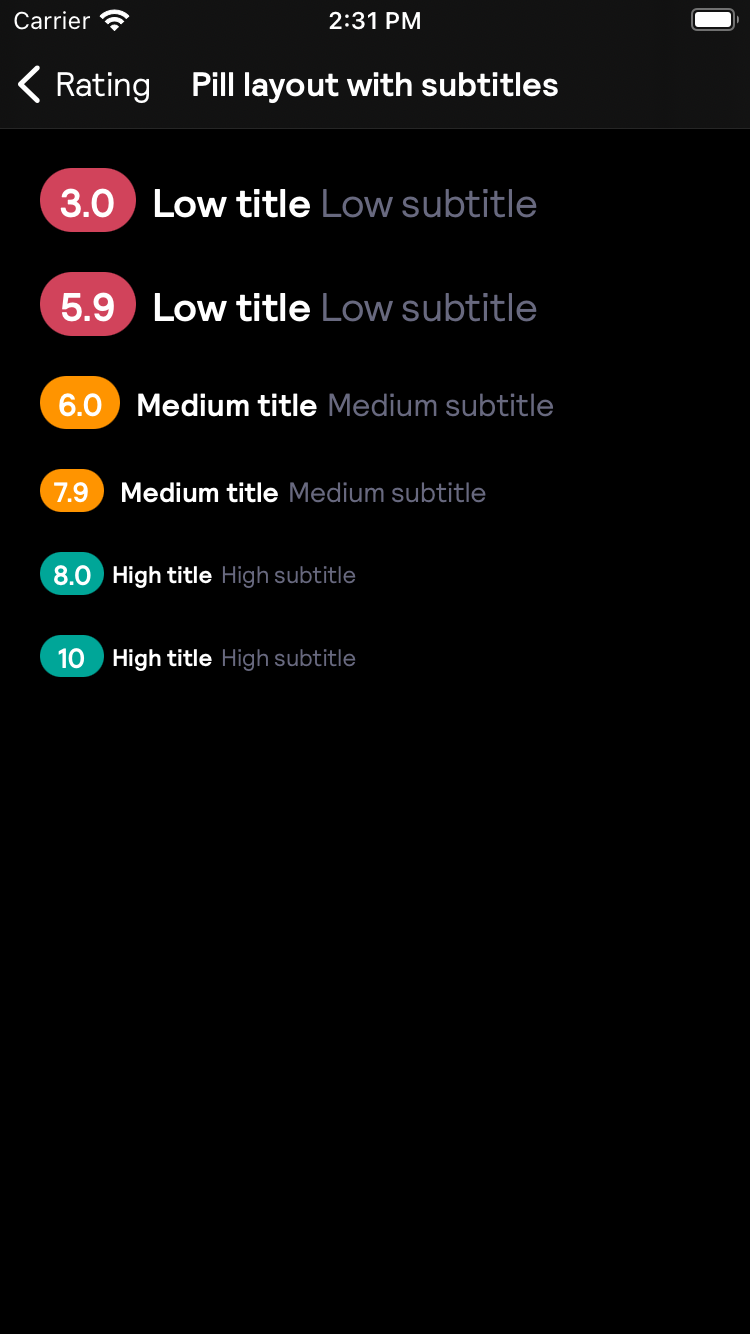 Carrier 2:31 PM
Rating Pill layout with subtitles
3.0 Low title Low subtitle
5.9 Low title Low subtitle
6.0 Medium title Medium subtitle
7.9 Medium title Medium subtitle
8.0 High title High subtitle
10 High title High subtitle